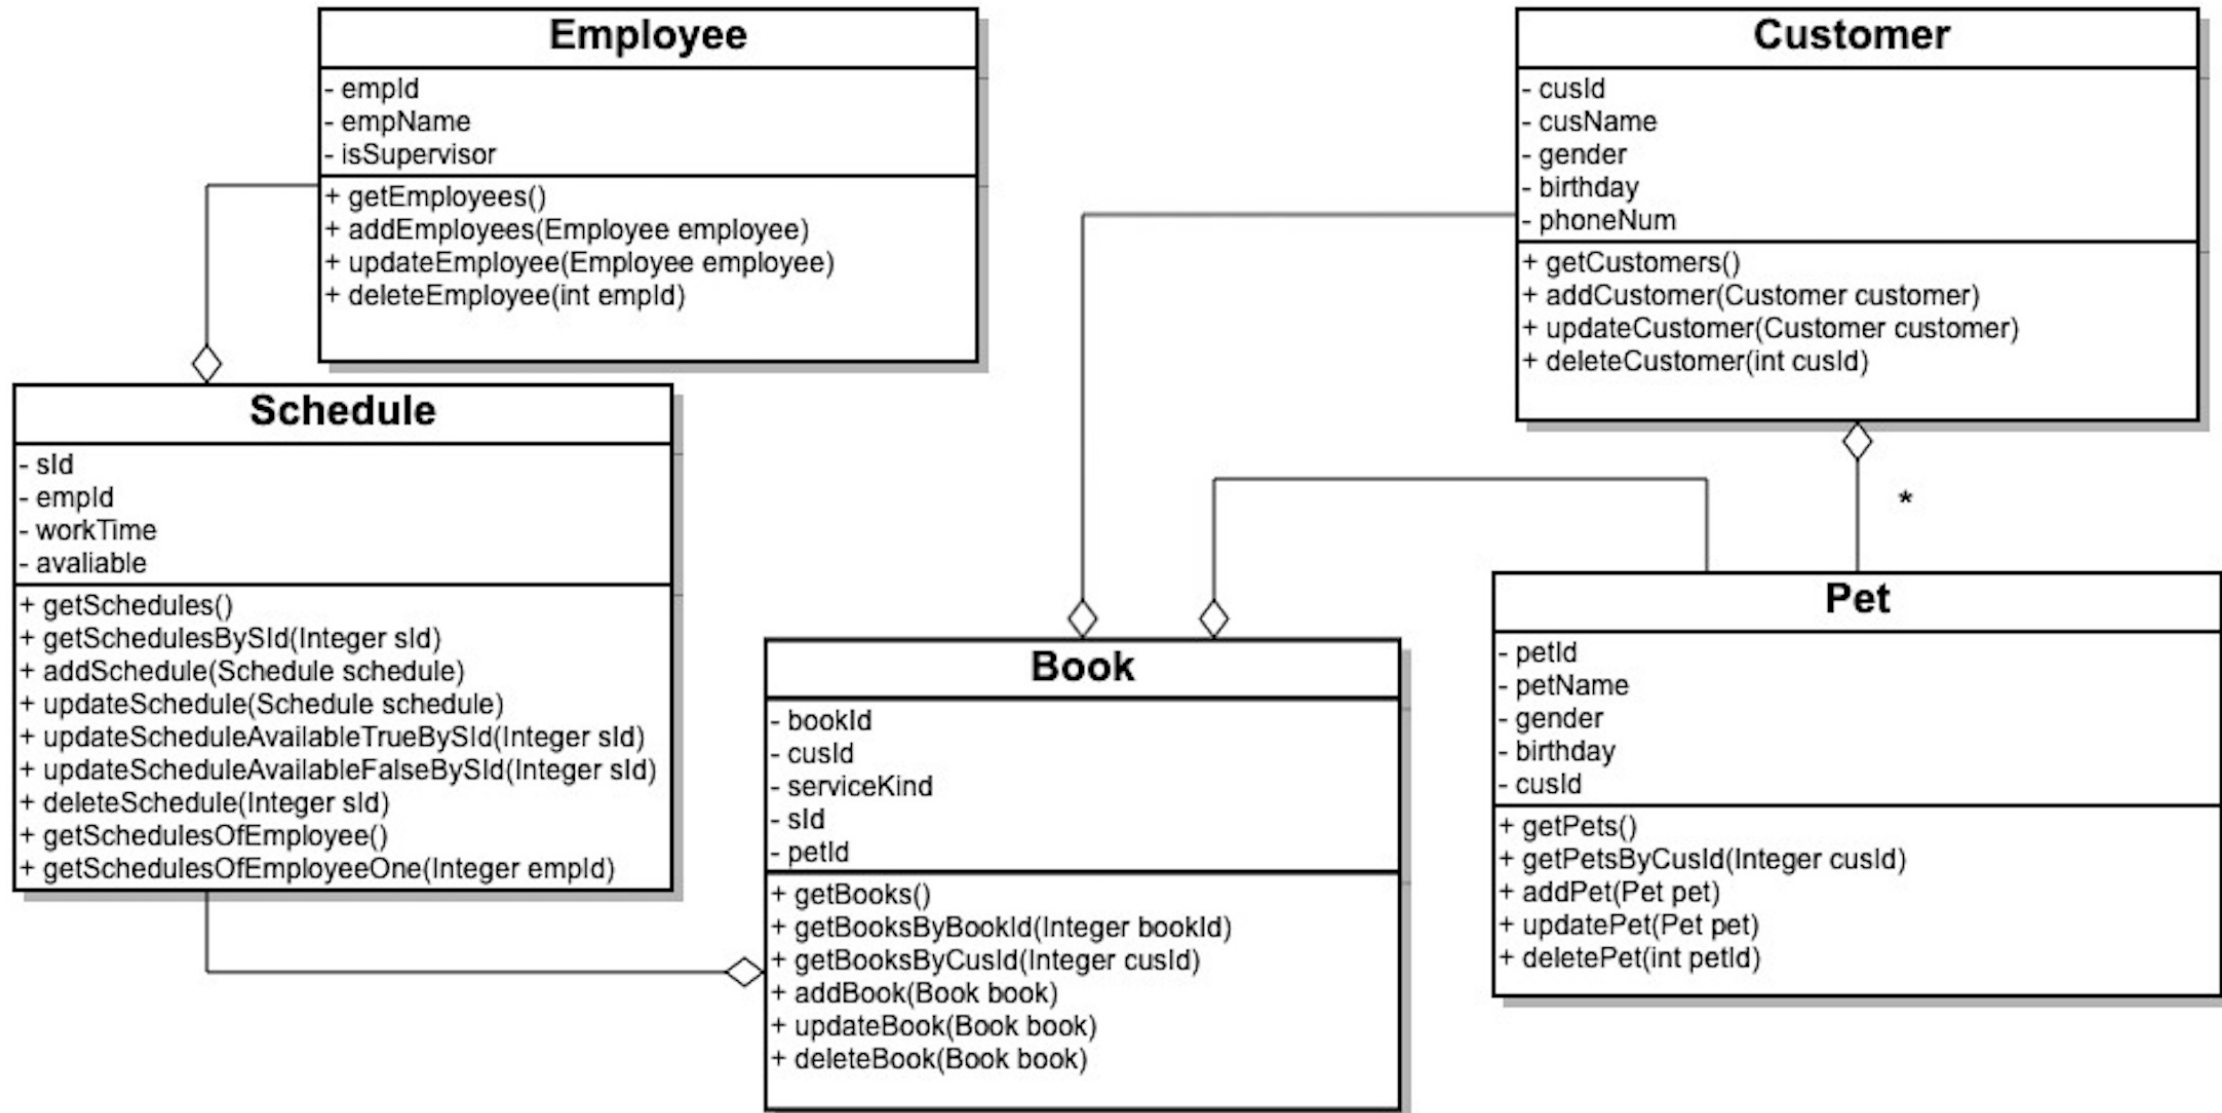 Employee
- empId
- empName
- isSupervisor
+ getEmployees()
+ addEmployees(Employee employee)
+ updateEmployee(Employee employee)
+ deleteEmployee(int empId)
Customer
- cusId
- cusName
- gender
- birthday
- phoneNum
+ getCustomers()
+ addCustomer(Customer customer)
+ updateCustomer(Customer customer)
+ deleteCustomer(int cusId)
*
Schedule
- sId
- empId
- workTime
- avaliable
+ getSchedules()
+ getSchedulesBySId(Integer sId)
+ addSchedule(Schedule schedule)
+ updateSchedule(Schedule schedule)
+ updateScheduleAvailableTrueBySId(Integer sId)
+ updateScheduleAvailableFalseBySId(Integer sId)
+ deleteSchedule(Integer sId)
+ getSchedulesOfEmployee()
+ getSchedulesOfEmployeeOne(Integer empId)
Book
- bookId
- cusId
- serviceKind
- sId
- petId
+ getBooks()
+ getBooksByBookId(Integer bookId)
+ getBooksByCusId(Integer cusId)
+ addBook(Book book)
+ updateBook(Book book)
+ deleteBook(Book book)
Pet
- petId
- petName
- gender
- birthday
- cusId
+ getPets()
+ getPetsByCusId(Integer cusId)
+ addPet(Pet pet)
+ updatePet(Pet pet)
+ deletePet(int petId)